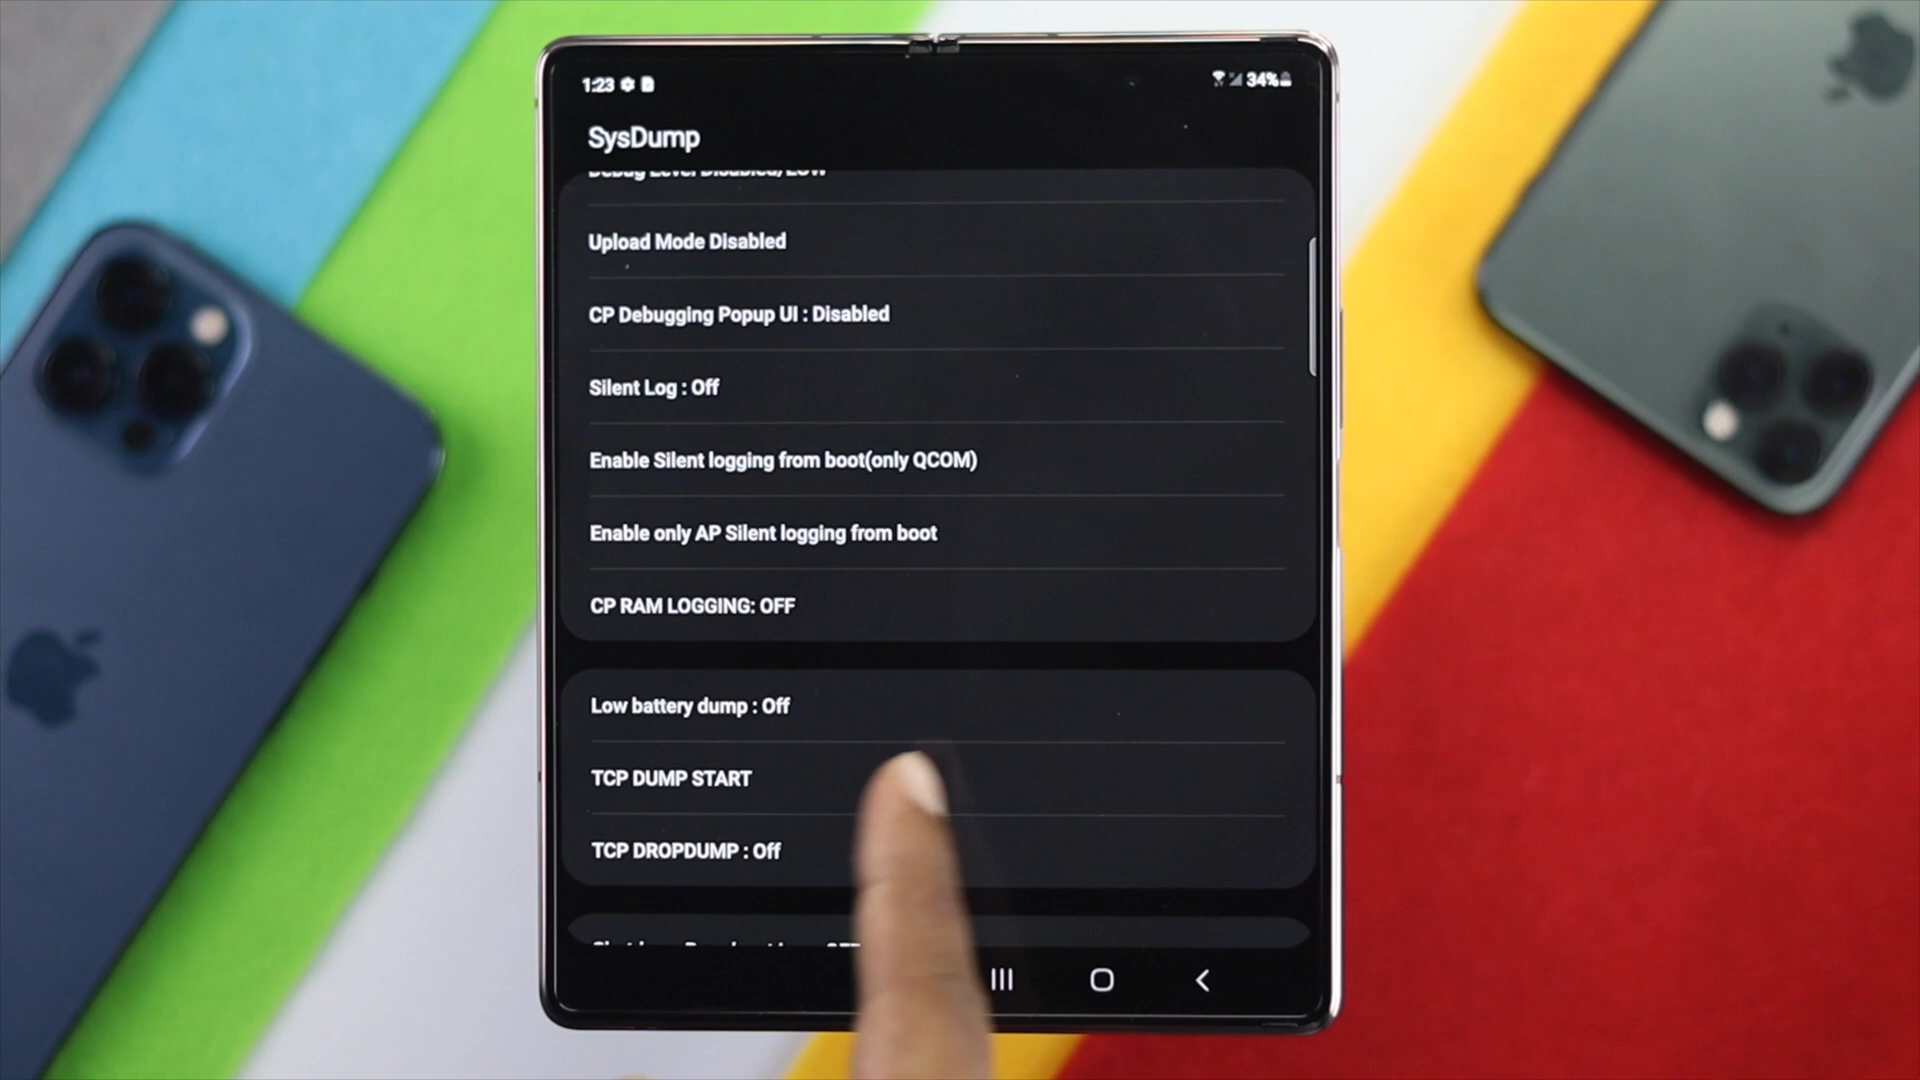 1:23
34%
SysDump
Debug Level Disabled/LOW
Upload Mode Disabled
CP Debugging Popup UI : Disabled
Silent Log : Off
Enable Silent logging from boot(only QCOM)
Enable only AP Silent logging from boot
CP RAM LOGGING: OFF
Low battery dump : Off
TCP DUMP START
TCP DROPDUMP : Off